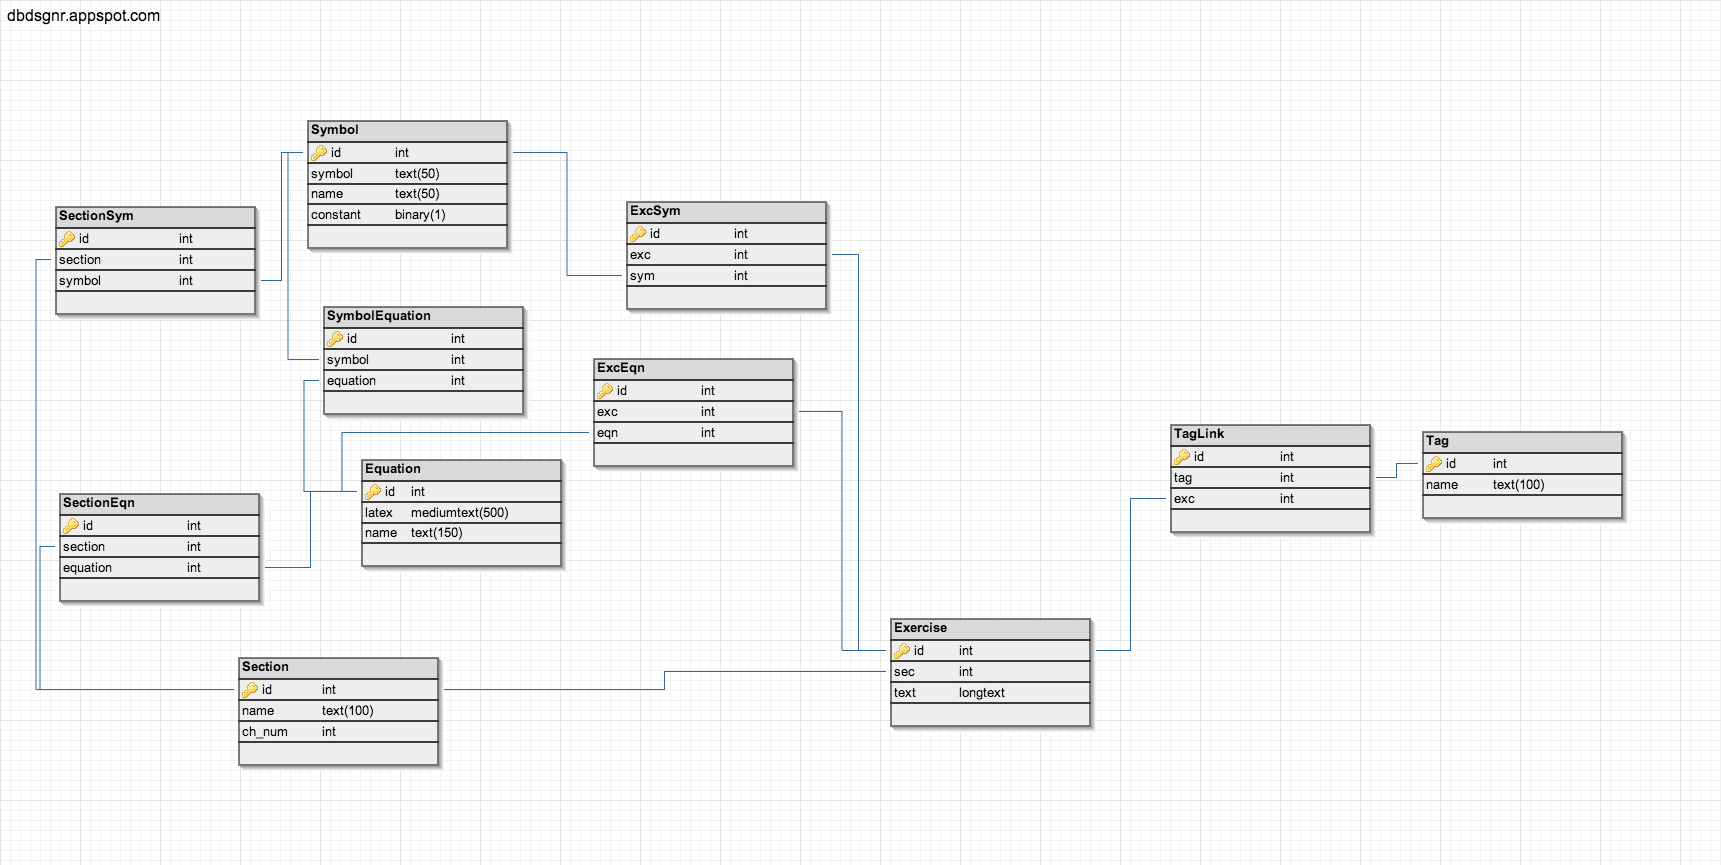 dbdsgnr.appspot.com
Symbol
id int
symbol text(50)
name text(50)
constant binary(1)
SectionSym
id int
section int
symbol int
ExcSym
id int
exc int
sym int
SymbolEquation
id int
symbol int
equation int
ExcEqn
id int
exc int
eqn int
TagLink
id int
tag int
exc int
Tag
id int
name text(100)
Equation
id int
latex mediumtext(500)
name text(150)
SectionEqn
id int
section int
equation int
Exercise
id int
sec int
text longtext
Section
id int
name text(100)
ch_num int